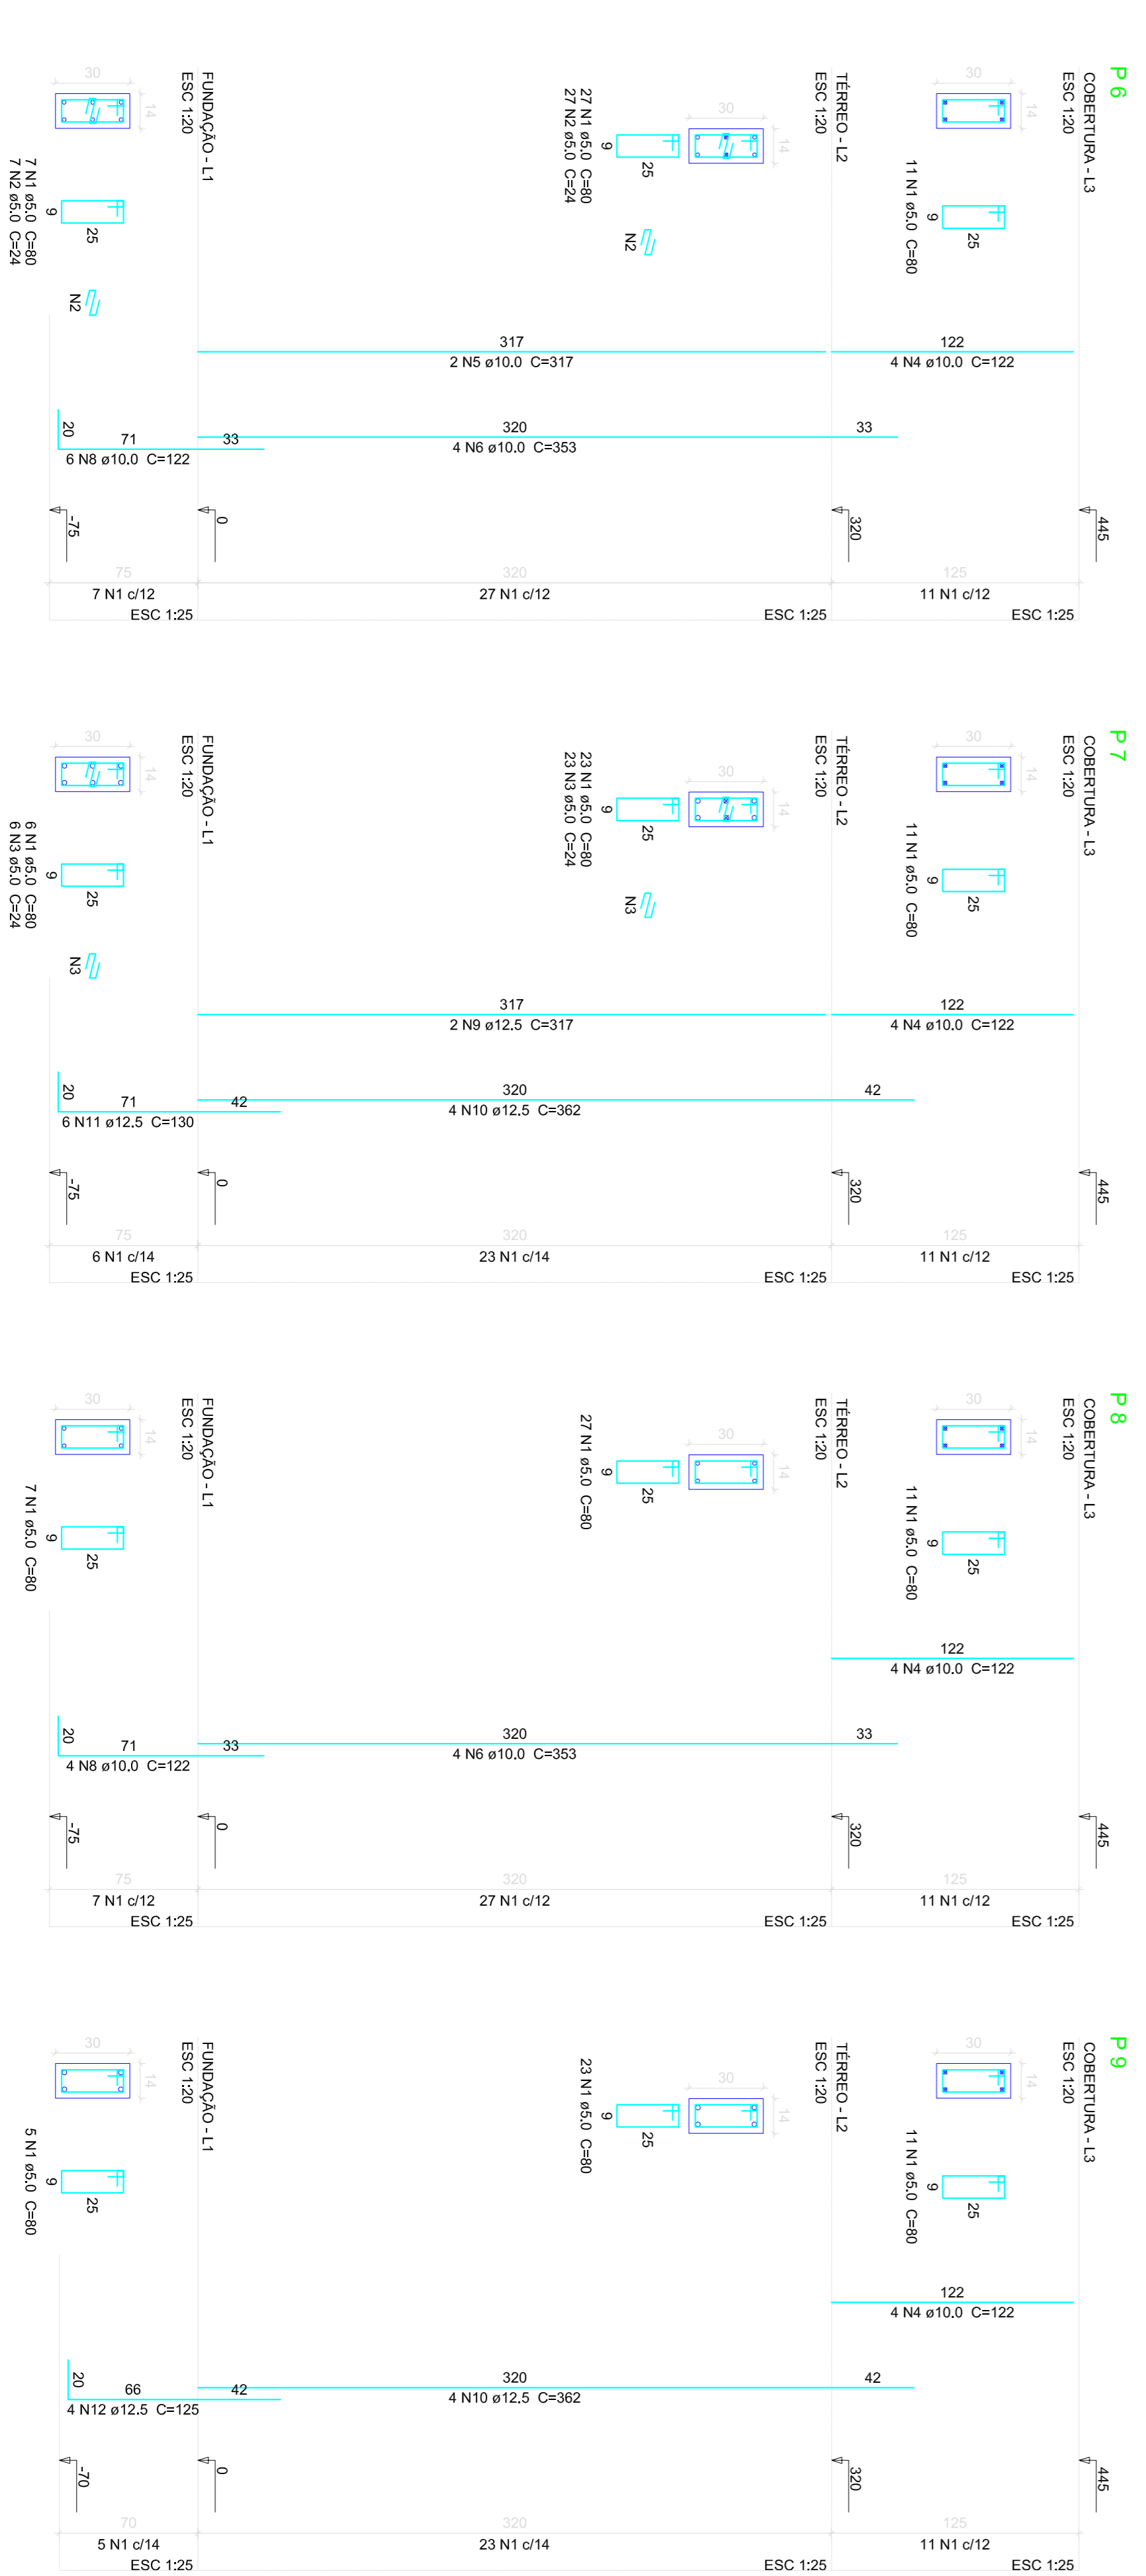 P 6
COBERTURA - L3
ESC 1:20
30
14
11 N1 ø5.0 C=80
9
25
TÉRREO - L2
ESC 1:20
30
14
27 N1 ø5.0 C=80
27 N2 ø5.0 C=24
9
25
N2
FUNDAÇÃO - L1
ESC 1:20
30
14
7 N1 ø5.0 C=80
7 N2 ø5.0 C=24
9
25
N2
122
4 N4 ø10.0 C=122
317
2 N5 ø10.0 C=317
33
320
4 N6 ø10.0 C=353
33
71
20
6 N8 ø10.0 C=122
445
320
0
-75
125
11 N1 c/12
ESC 1:25
320
27 N1 c/12
ESC 1:25
75
7 N1 c/12
ESC 1:25
P 7
COBERTURA - L3
ESC 1:20
30
14
11 N1 ø5.0 C=80
9
25
TÉRREO - L2
ESC 1:20
30
14
23 N1 ø5.0 C=80
23 N3 ø5.0 C=24
9
25
N3
FUNDAÇÃO - L1
ESC 1:20
30
14
6 N1 ø5.0 C=80
6 N3 ø5.0 C=24
9
25
N3
122
4 N4 ø10.0 C=122
317
2 N9 ø12.5 C=317
42
320
4 N10 ø12.5 C=362
42
71
20
6 N11 ø12.5 C=130
445
320
0
-75
125
11 N1 c/12
ESC 1:25
320
23 N1 c/14
ESC 1:25
75
6 N1 c/14
ESC 1:25
P 8
COBERTURA - L3
ESC 1:20
30
14
11 N1 ø5.0 C=80
9
25
TÉRREO - L2
ESC 1:20
30
14
27 N1 ø5.0 C=80
9
25
FUNDAÇÃO - L1
ESC 1:20
30
14
7 N1 ø5.0 C=80
9
25
122
4 N4 ø10.0 C=122
33
320
4 N6 ø10.0 C=353
33
71
20
4 N8 ø10.0 C=122
445
320
0
-75
125
11 N1 c/12
ESC 1:25
320
27 N1 c/12
ESC 1:25
75
7 N1 c/12
ESC 1:25
P 9
COBERTURA - L3
ESC 1:20
30
14
11 N1 ø5.0 C=80
9
25
TÉRREO - L2
ESC 1:20
30
14
23 N1 ø5.0 C=80
9
25
FUNDAÇÃO - L1
ESC 1:20
30
14
5 N1 ø5.0 C=80
9
25
122
4 N4 ø10.0 C=122
42
320
4 N10 ø12.5 C=362
42
66
20
4 N12 ø12.5 C=125
445
320
0
-70
125
11 N1 c/12
ESC 1:25
320
23 N1 c/14
ESC 1:25
70
5 N1 c/14
ESC 1:25